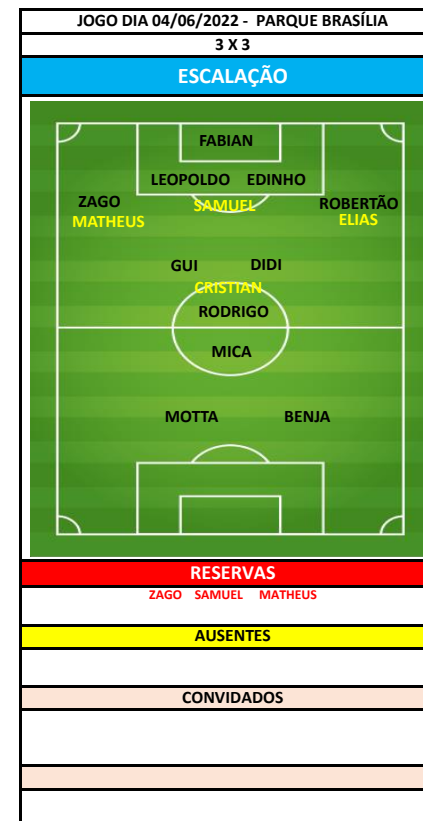 JOGO DIA 04/06/2022 - PARQUE BRASÍLIA
3 X 3
ESCALAÇÃO
FABIAN
LEOPOLDO EDINHO
ZAGO SAMUEL ROBERTÃO
MATHEUS ELIAS
GUI DIDI
CRISTIAN
RODRIGO
MICA
MOTTA BENJA
RESERVAS
ZAGO SAMUEL MATHEUS
AUSENTES
CONVIDADOS